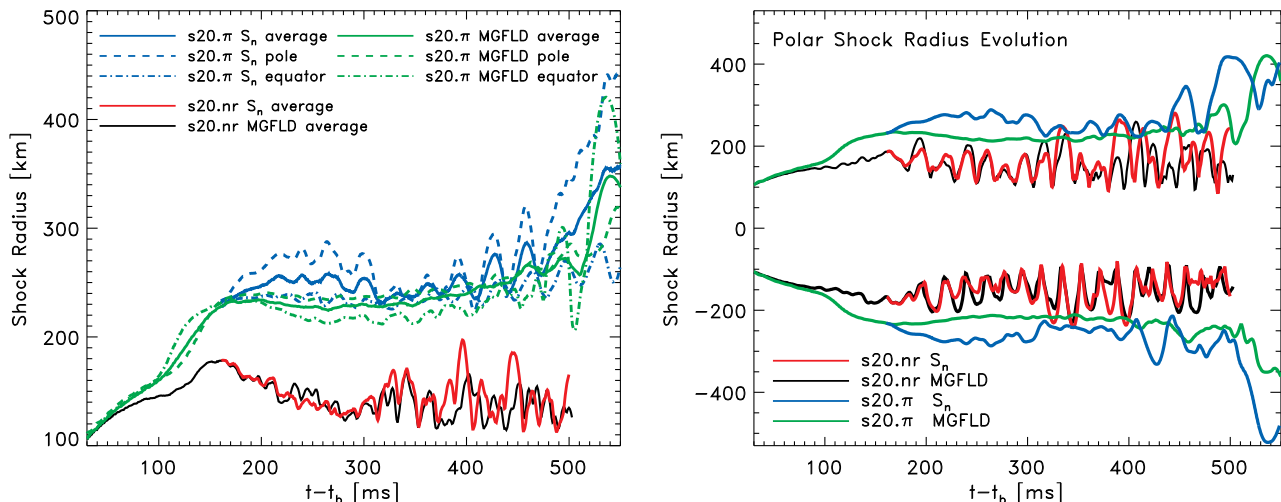 500
400
300
200
100
Shock Radius [km]
s20.π Sₙ average
s20.π Sₙ pole
s20.π Sₙ equator
s20.π MGFLD average
s20.π MGFLD pole
s20.π MGFLD equator
s20.nr Sₙ average
s20.nr MGFLD average
100 200 300 400 500
t−t_b [ms]
Polar Shock Radius Evolution
400
200
0
−200
−400
Shock Radius [km]
s20.nr Sₙ
s20.nr MGFLD
s20.π Sₙ
s20.π MGFLD
100 200 300 400 500
t−t_b [ms]